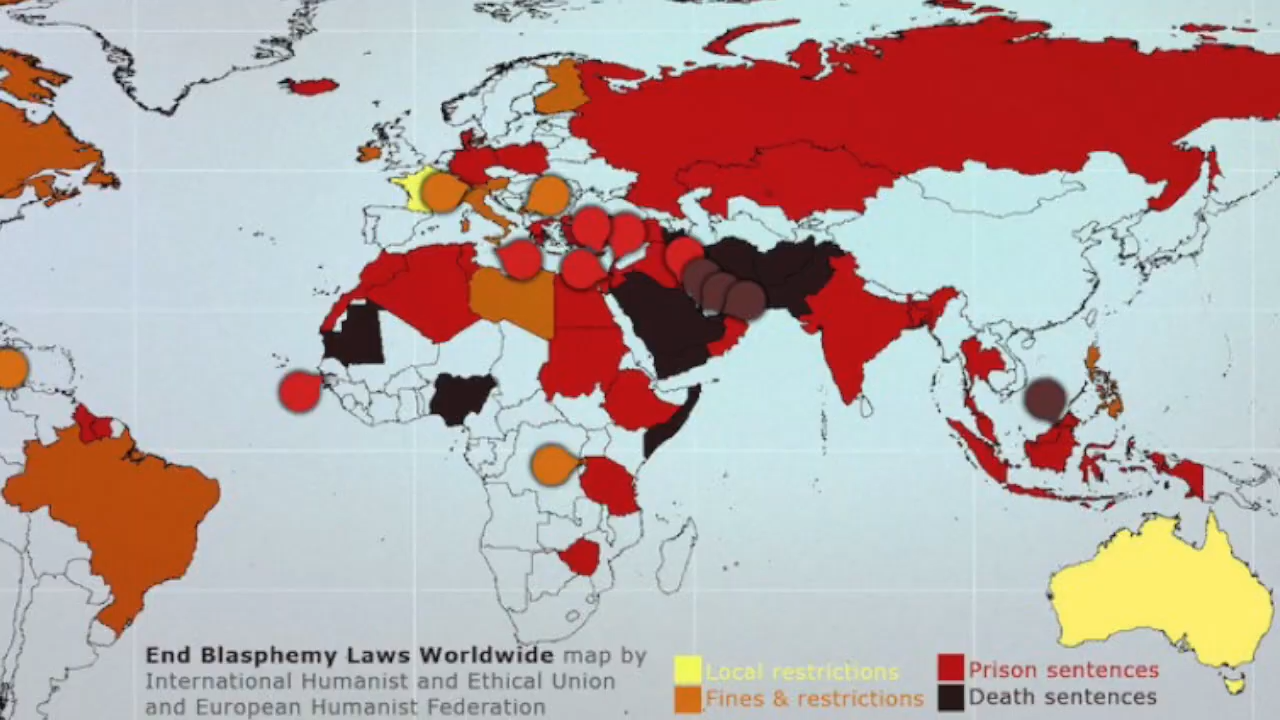 End Blasphemy Laws Worldwide map by
International Humanist and Ethical Union
and European Humanist Federation
Local restrictions
Fines & restrictions
Prison sentences
Death sentences